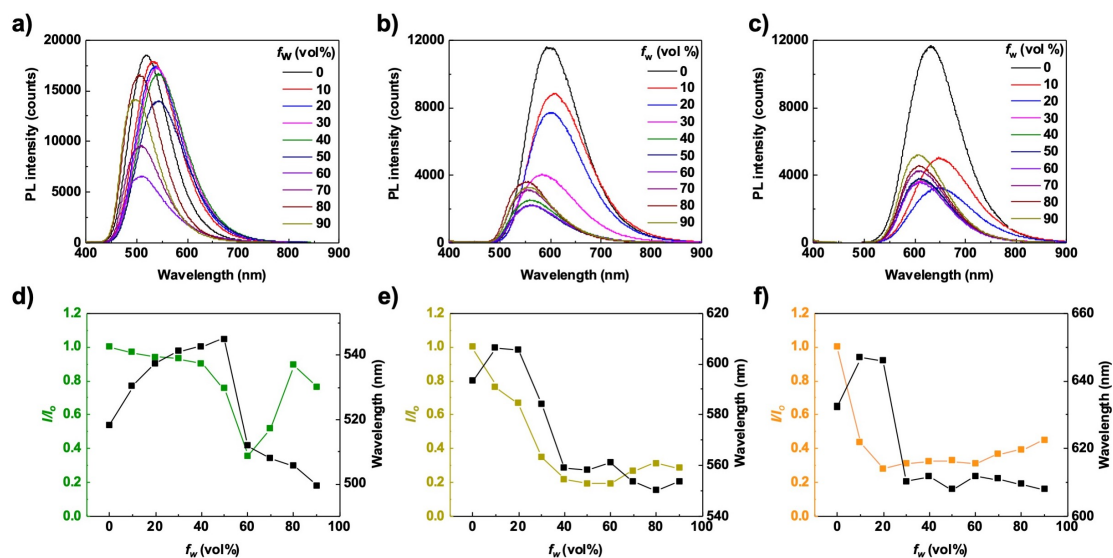 a)
20000
15000
10000
5000
0
PL intensity (counts)
400 500 600 700 800 900
Wavelength (nm)
fw (vol%)
0
10
20
30
40
50
60
70
80
90
b)
12000
8000
4000
0
PL intensity (counts)
400 500 600 700 800 900
Wavelength (nm)
fw (vol %)
0
10
20
30
40
50
60
70
80
90
c)
12000
8000
4000
0
PL intensity (counts)
400 500 600 700 800 900
Wavelength (nm)
fw (vol %)
0
10
20
30
40
50
60
70
80
90
d)
1.2
1.0
0.8
0.6
0.4
0.2
0.0
I/Io
0 20 40 60 80 100
fw (vol%)
540
520
500
Wavelength (nm)
e)
1.2
1.0
0.8
0.6
0.4
0.2
0.0
I/Io
0 20 40 60 80 100
fw (vol%)
620
600
580
560
540
Wavelength (nm)
f)
1.2
1.0
0.8
0.6
0.4
0.2
0.0
I/Io
0 20 40 60 80 100
fw (vol%)
660
640
620
600
Wavelength (nm)